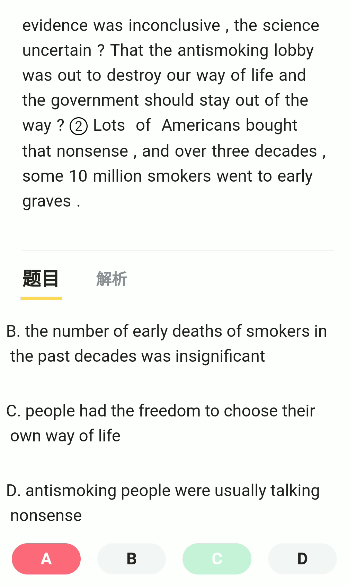 evidence was inconclusive , the science
uncertain ? That the antismoking lobby
was out to destroy our way of life and
the government should stay out of the
way ? ② Lots of Americans bought
that nonsense , and over three decades ,
some 10 million smokers went to early
graves .
题目 解析
B. the number of early deaths of smokers in
the past decades was insignificant
C. people had the freedom to choose their
own way of life
D. antismoking people were usually talking
nonsense
A B C D